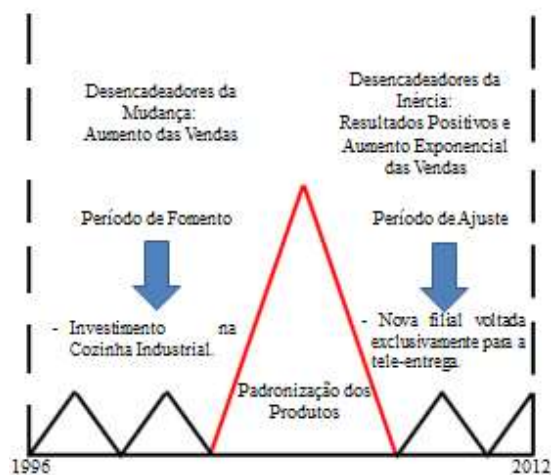 Desencadeadores da
Mudança:
Aumento das Vendas
Desencadeadores da
Inércia:
Resultados Positivos e
Aumento Exponencial
das Vendas
Período de Fomento
Período de Ajuste
- Investimento na
Cozinha Industrial.
- Nova filial voltada
exclusivamente para a
tele-entrega.
Padronização dos
Produtos
1996
2012